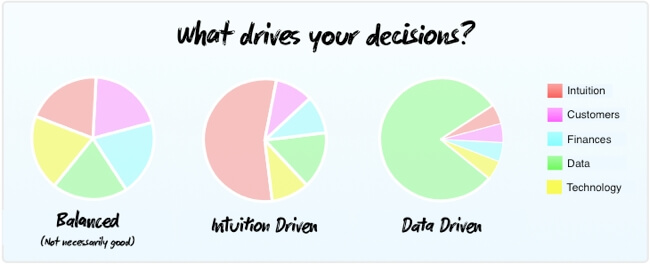 What drives your decisions?
Intuition
Customers
Finances
Data
Technology
Balanced
(Not necessarily good)
Intuition Driven
Data Driven